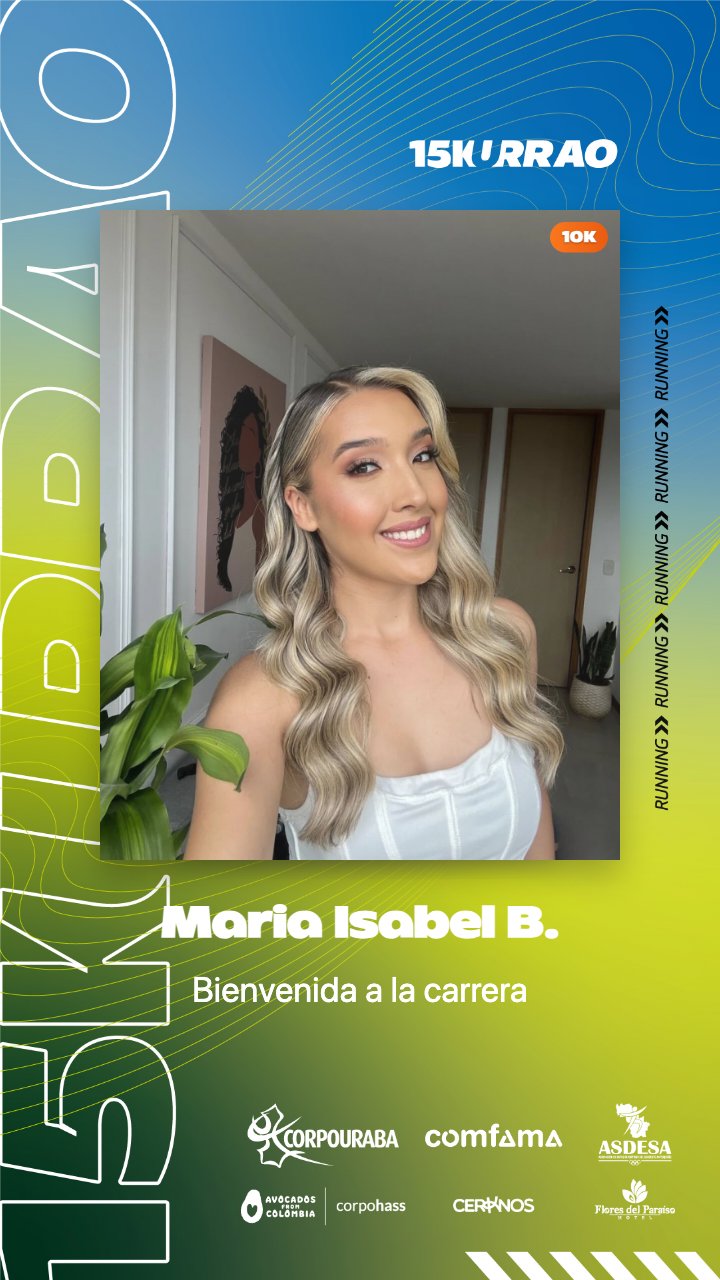 15KURRAO
15KURRAO
10K
RUNNING >> RUNNING >> RUNNING >> RUNNING >> RUNNING >>
Maria Isabel B.
Bienvenida a la carrera
CORPOURABA
comfama
ASDESA
AVOCADOS
FROM
COLOMBIA
corpohass
CERKNOS
Flores del Paraíso
HOTEL